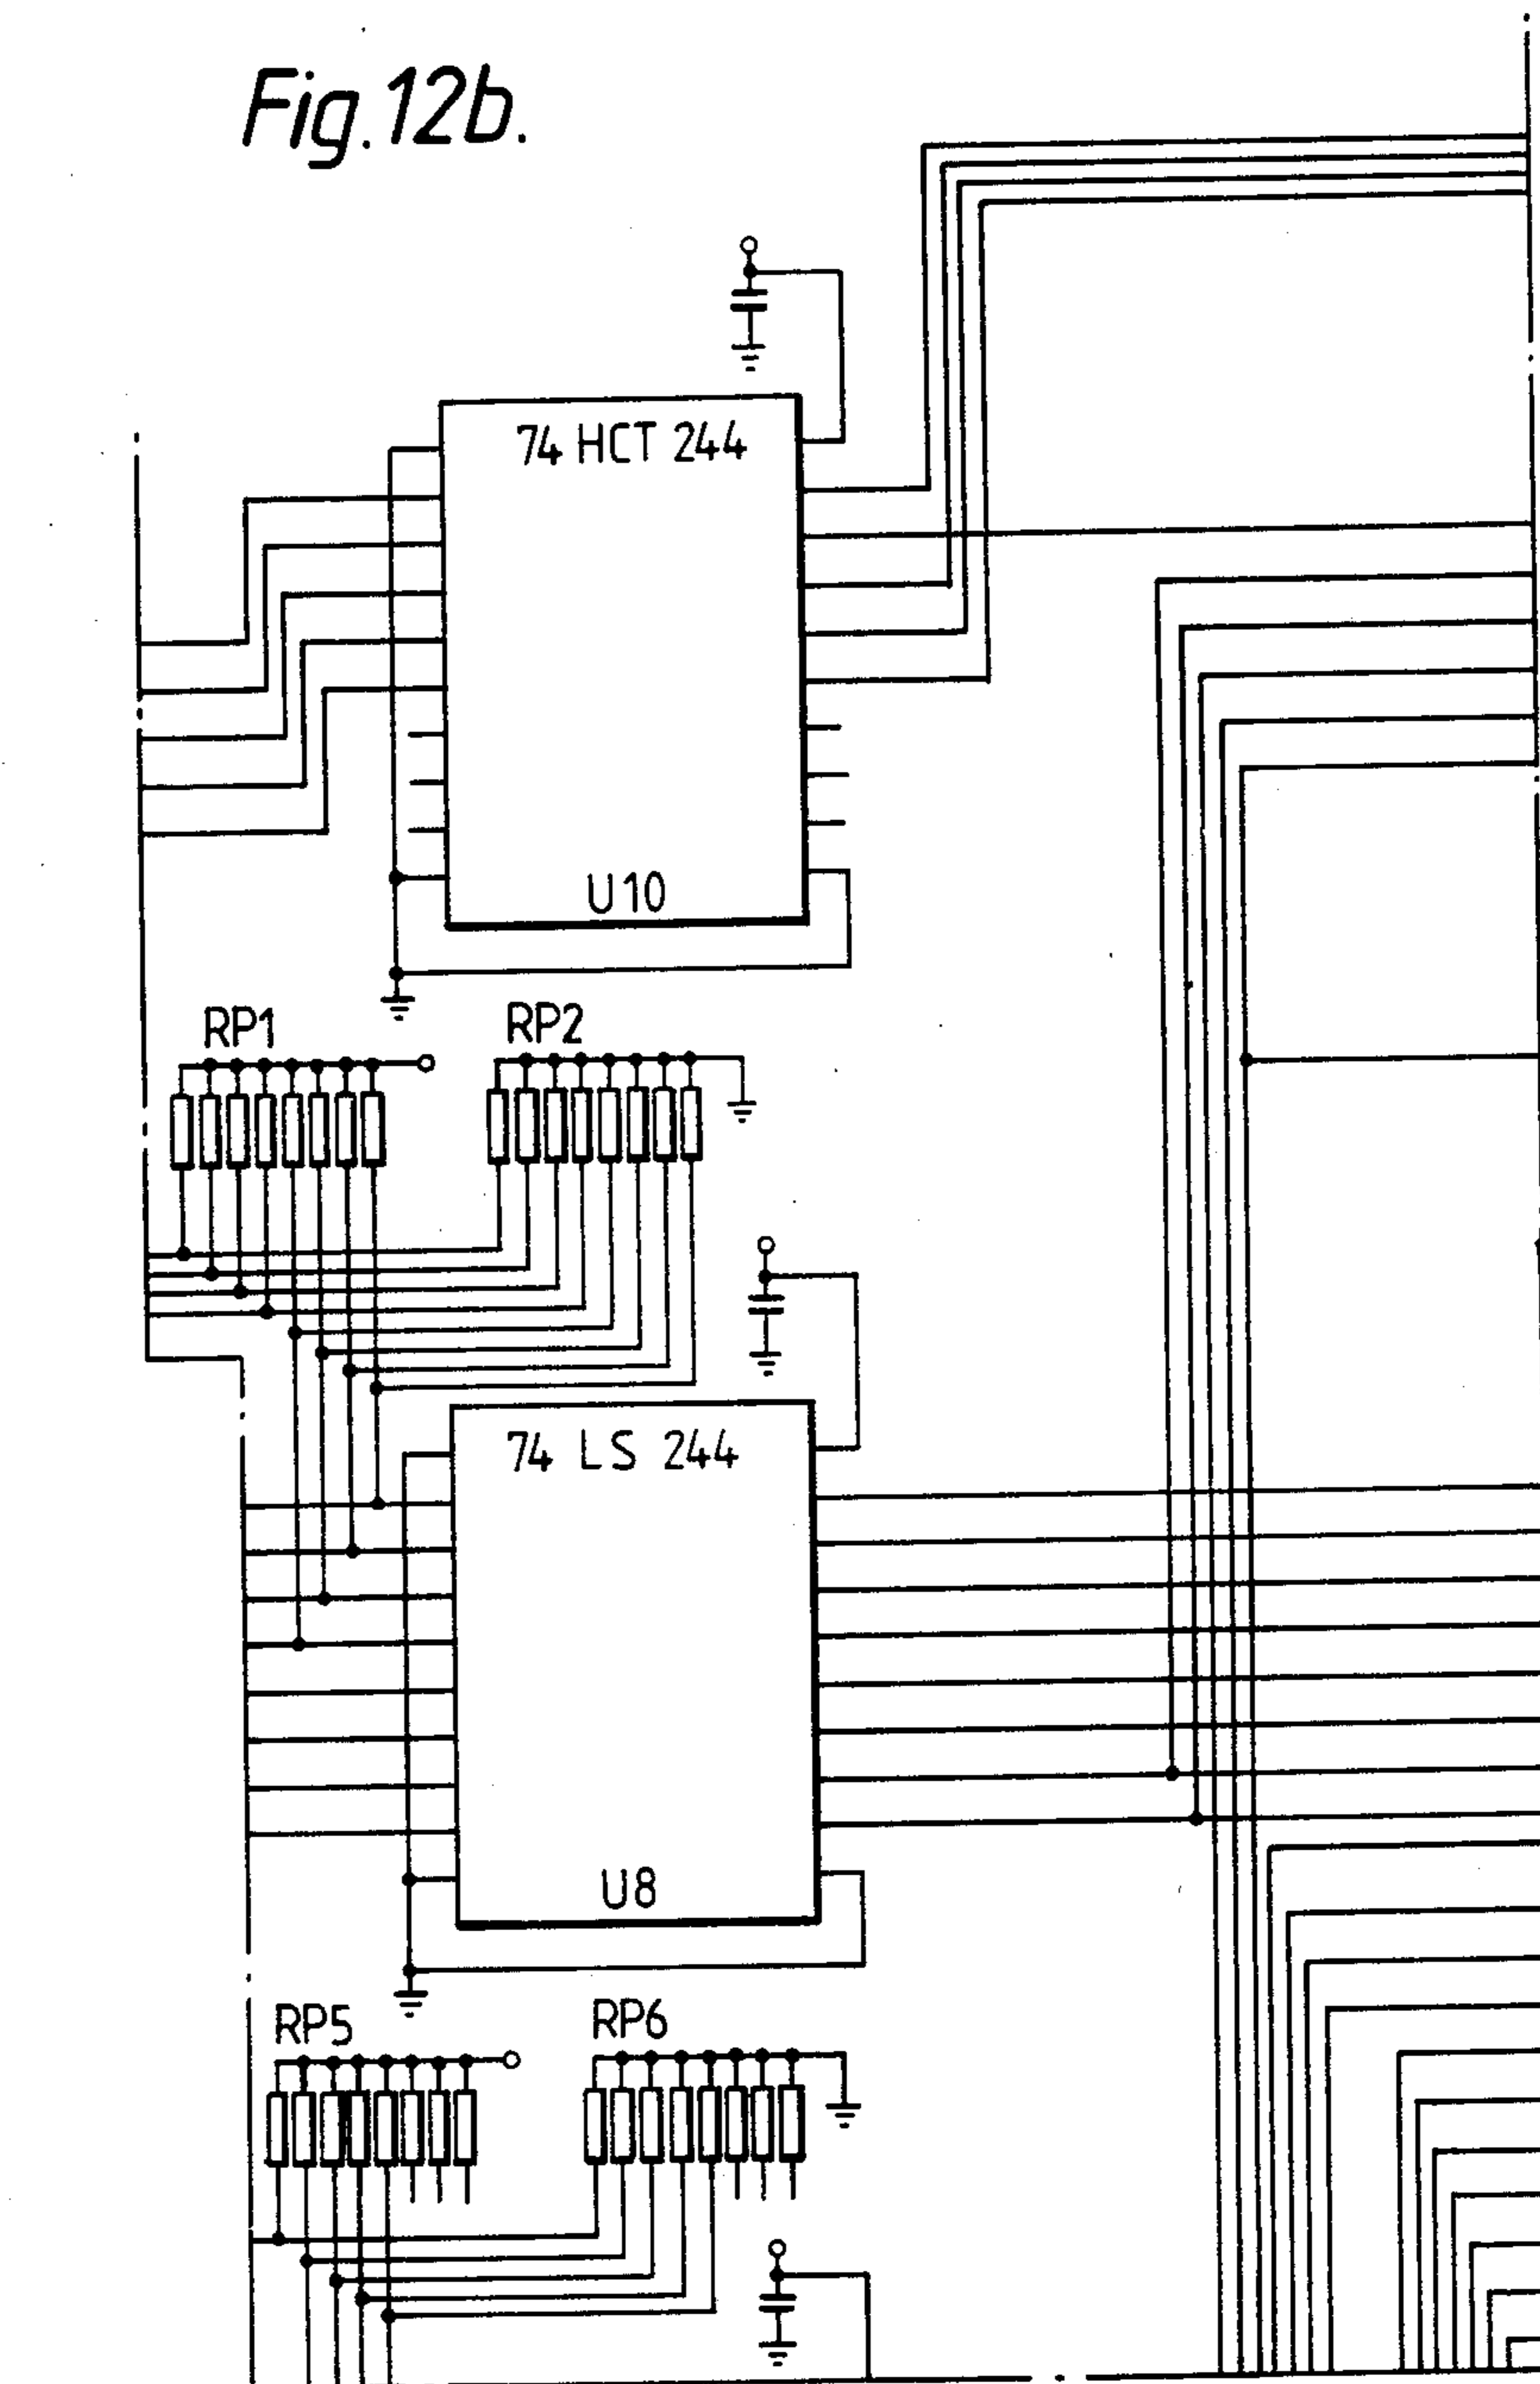 Fig.12b.
74 HCT 244
U10
RP1
RP2
74 LS 244
U8
RP5
RP6